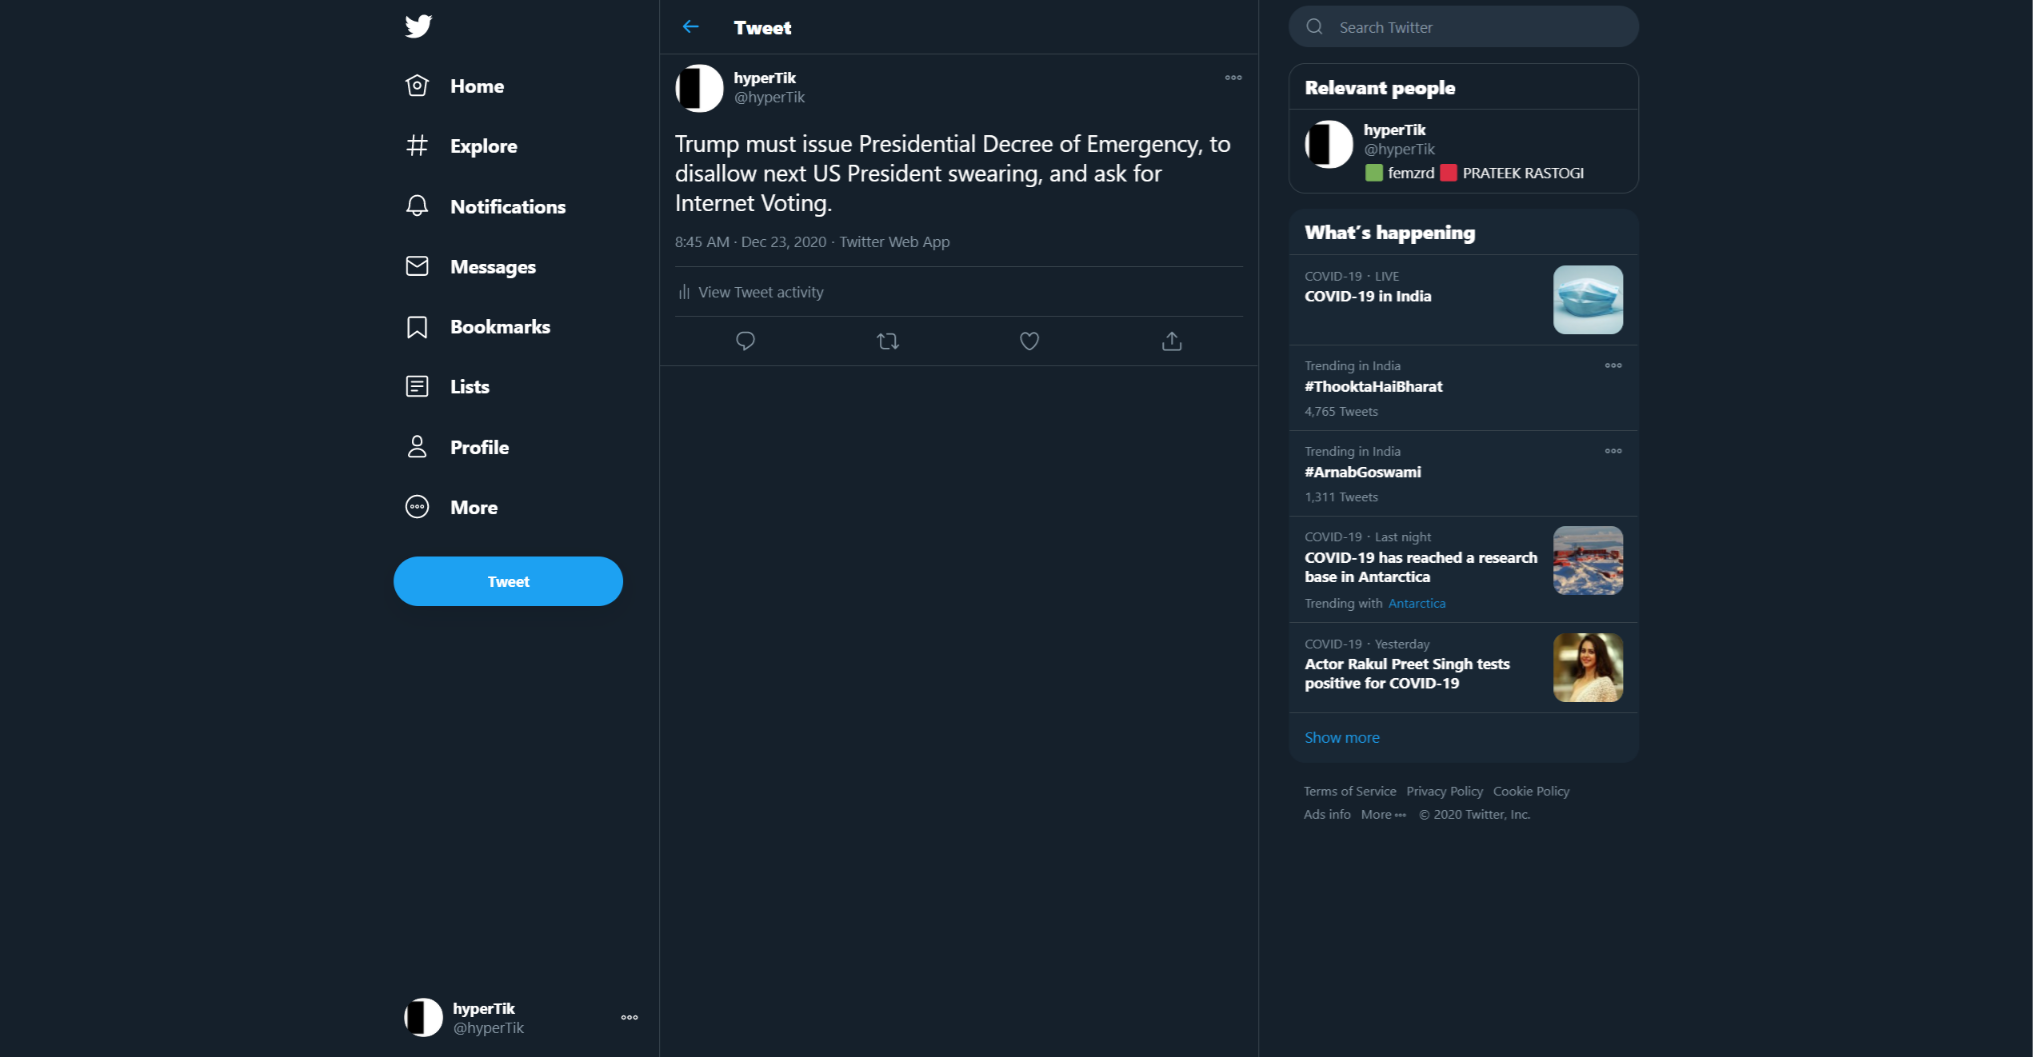 Home
Explore
Notifications
Messages
Bookmarks
Lists
Profile
More
Tweet
hyperTik
@hyperTik
Tweet
hyperTik
@hyperTik
Trump must issue Presidential Decree of Emergency, to
disallow next US President swearing, and ask for
Internet Voting.
8:45 AM · Dec 23, 2020 · Twitter Web App
View Tweet activity
Search Twitter
Relevant people
hyperTik
@hyperTik
femzrd PRATEEK RASTOGI
What's happening
COVID-19 · LIVE
COVID-19 in India
Trending in India
#ThooktaHaiBharat
4,765 Tweets
Trending in India
#ArnabGoswami
1,311 Tweets
COVID-19 · Last night
COVID-19 has reached a research
base in Antarctica
Trending with Antarctica
COVID-19 · Yesterday
Actor Rakul Preet Singh tests
positive for COVID-19
Show more
Terms of Service Privacy Policy Cookie Policy
Ads info More ··· © 2020 Twitter, Inc.